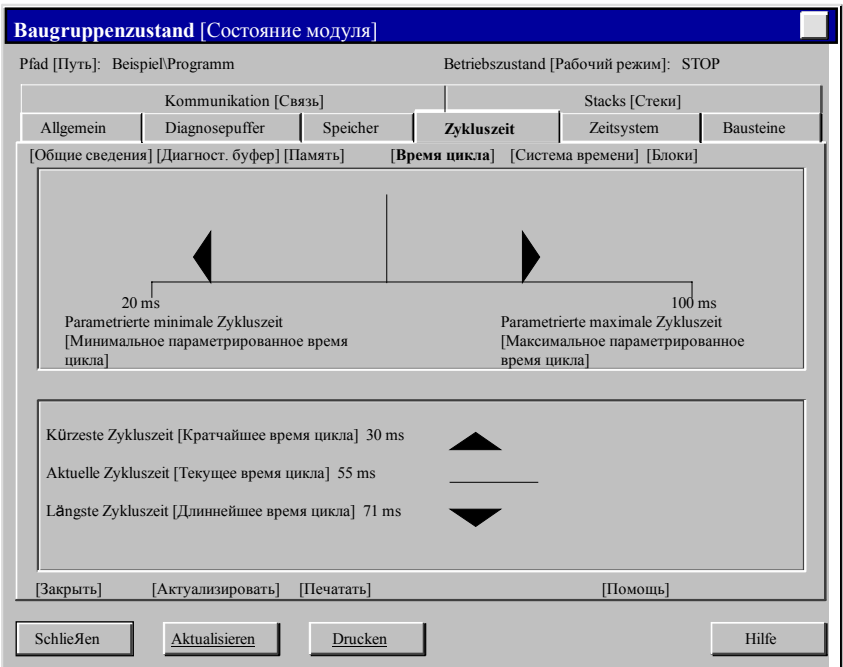 Baugruppenzustand [Состояние модуля]
Pfad [Путь]: Beispiel\Programm Betriebszustand [Рабочий режим]: STOP
Kommunikation [Связь] Stacks [Стеки]
Allgemein Diagnosepuffer Speicher Zykluszeit Zeitsystem Bausteine
[Общие сведения] [Диагност. буфер] [Память] [Время цикла] [Система времени] [Блоки]
20 ms 100 ms
Parametrierte minimale Zykluszeit
[Минимальное параметрированное время
цикла]
Parametrierte maximale Zykluszeit
[Максимальное параметрированное
время цикла]
Kürzeste Zykluszeit [Кратчайшее время цикла] 30 ms
Aktuelle Zykluszeit [Текущее время цикла] 55 ms
Längste Zykluszeit [Длиннейшее время цикла] 71 ms
[Закрыть] [Актуализировать] [Печатать] [Помощь]
SchlieЯen Aktualisieren Drucken Hilfe